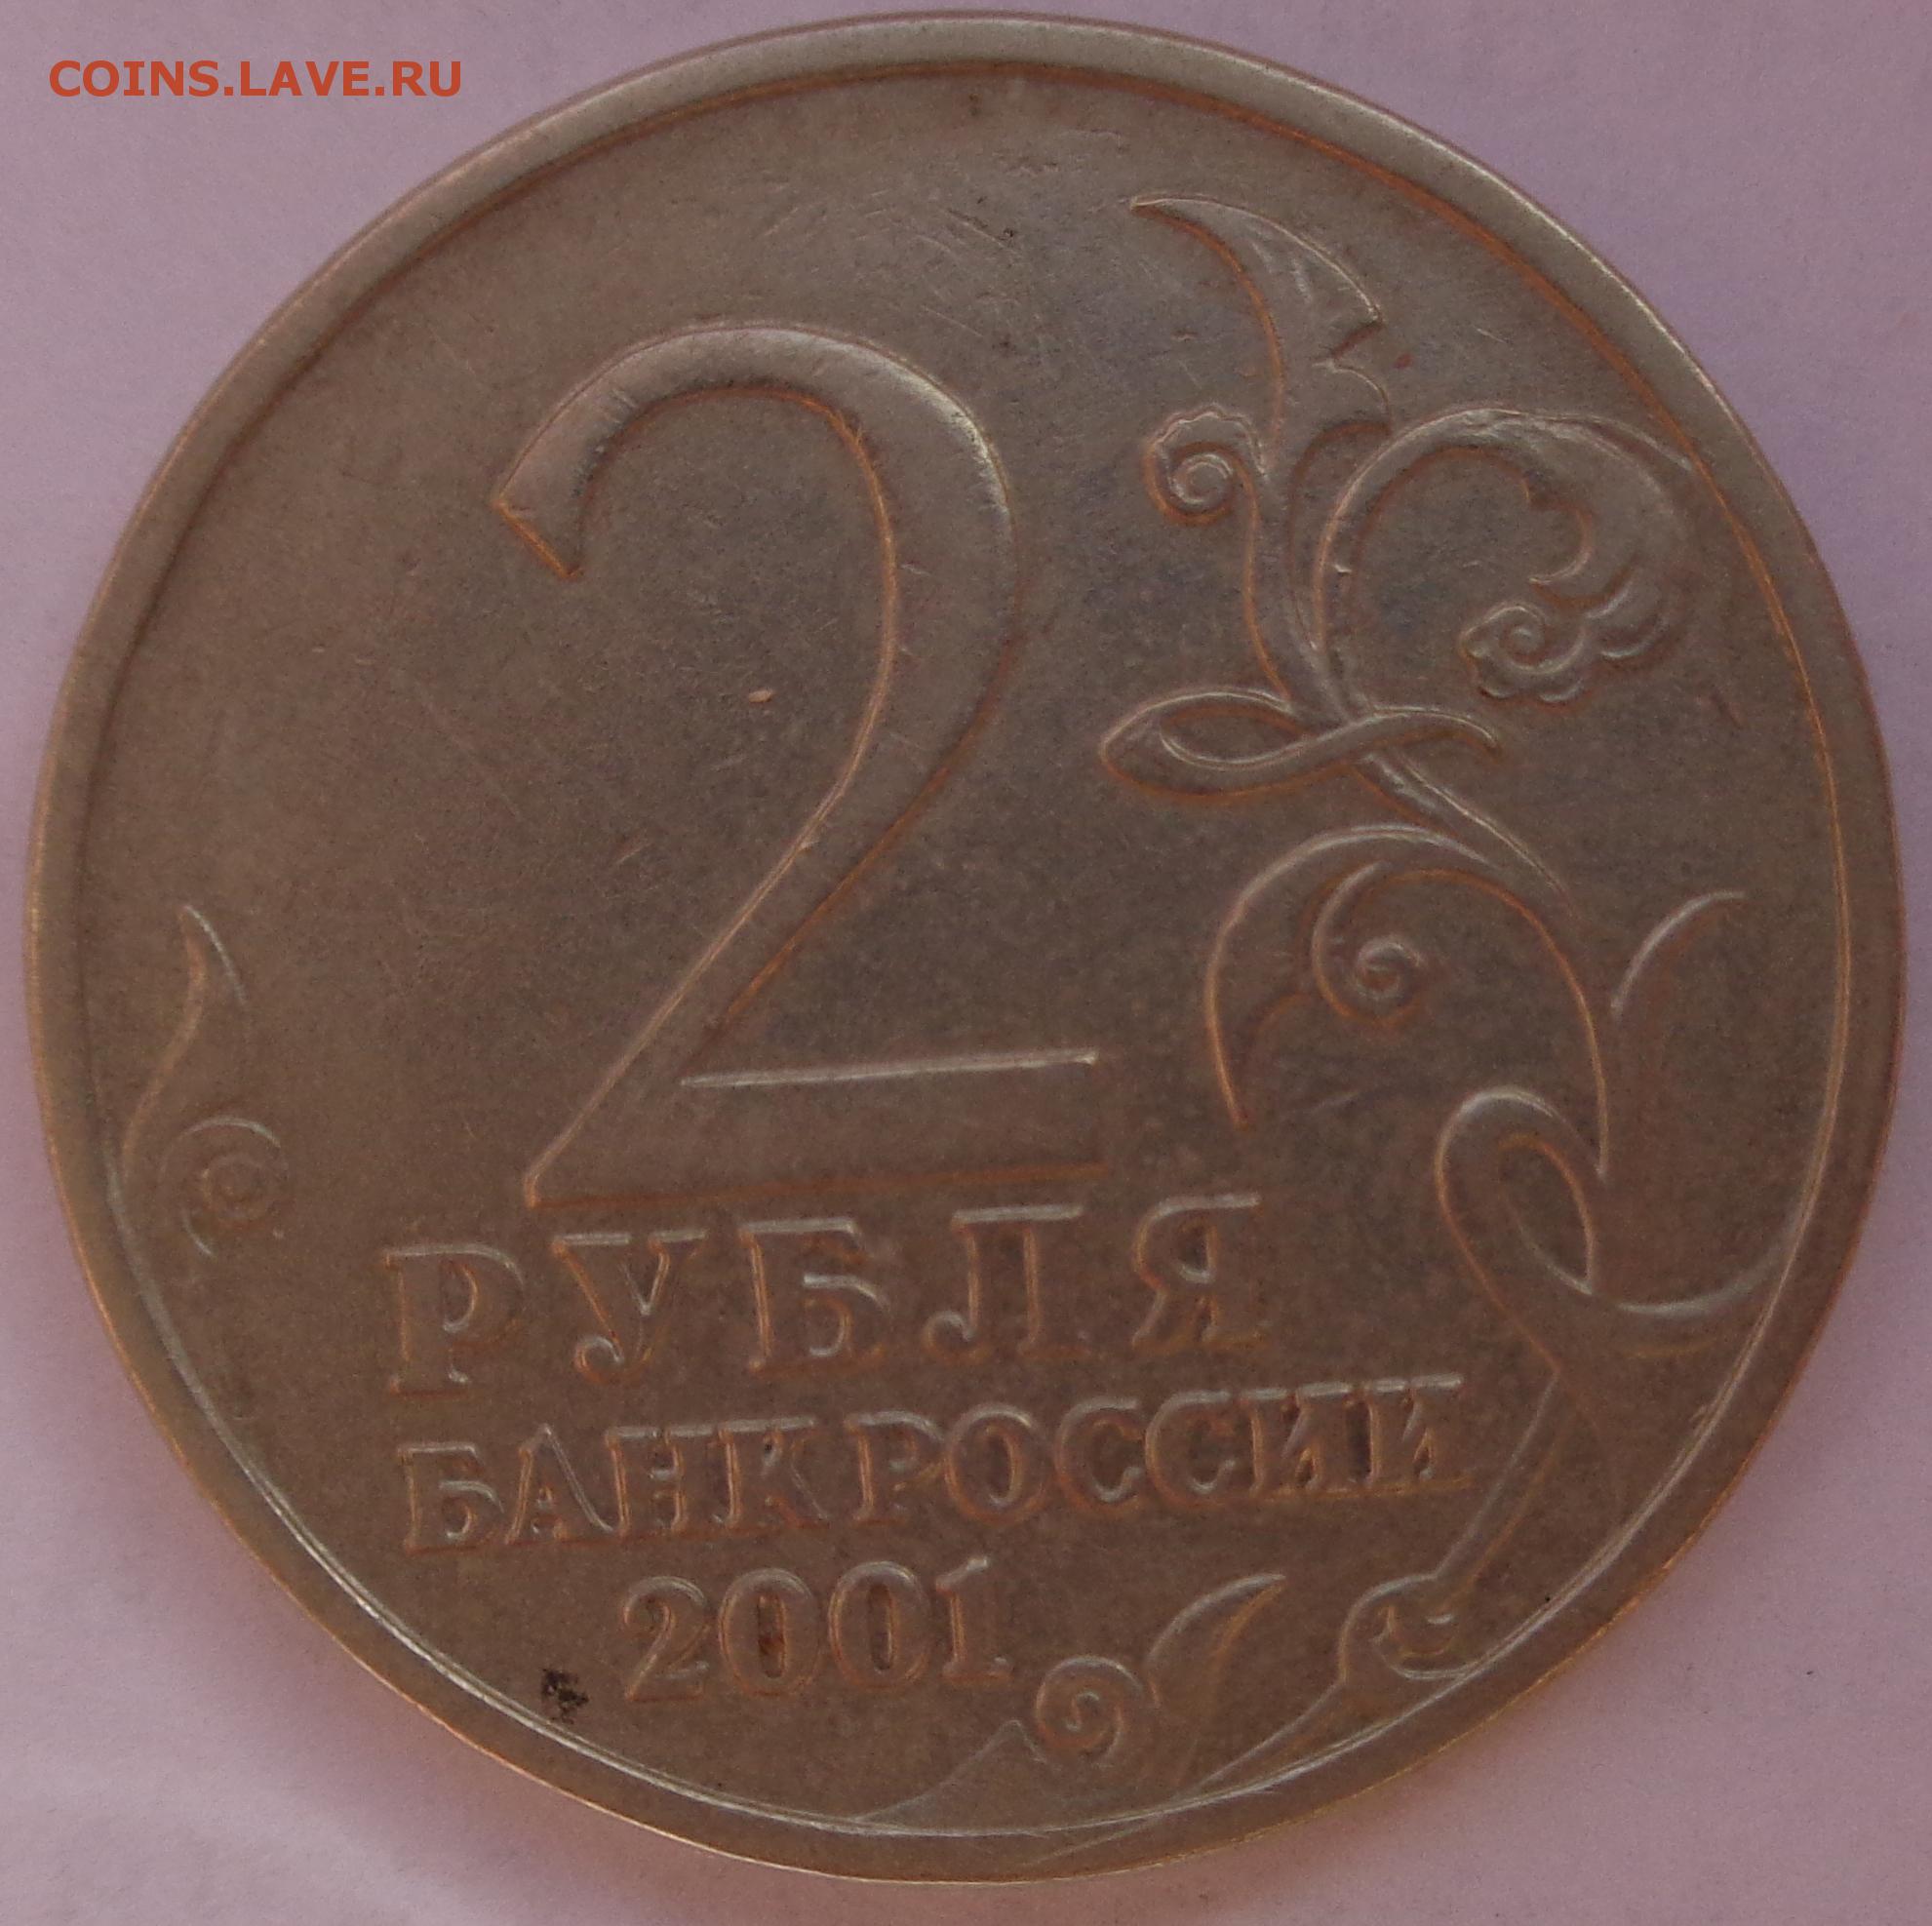 COINS.LAVE.RU
2
РУБЛЯ
БАНК РОССИИ
2001